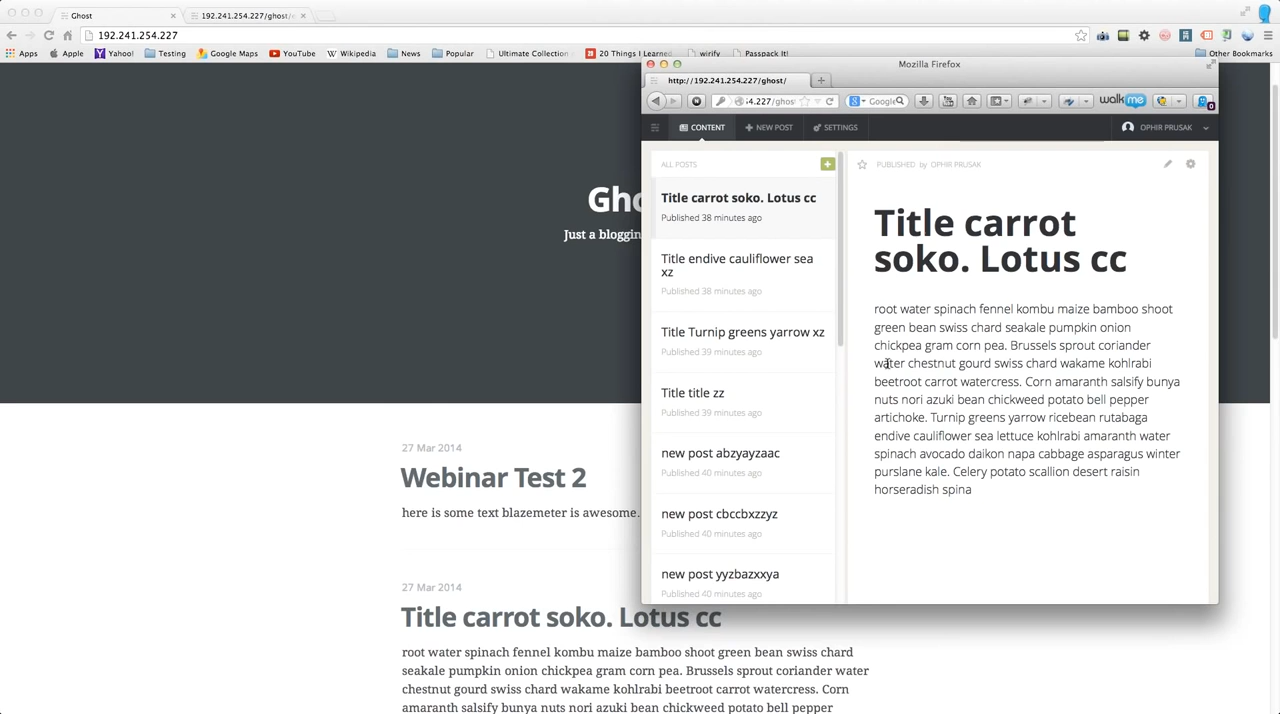 Ghost
192.241.254.227/ghost/e
192.241.254.227
Apps
Apple
Yahoo!
Testing
Google Maps
YouTube
Wikipedia
News
Popular
Ultimate Collection
20 Things I Learned
wirify
Passpack It!
Other Bookmarks
Gho
Just a bloggin
27 Mar 2014
Webinar Test 2
here is some text blazemeter is awesome.
27 Mar 2014
Title carrot soko. Lotus cc
root water spinach fennel kombu maize bamboo shoot green bean swiss chard
seakale pumpkin onion chickpea gram corn pea. Brussels sprout coriander water
chestnut gourd swiss chard wakame kohlrabi beetroot carrot watercress. Corn
amaranth salsify bunya nuts nori azuki bean chickweed potato bell pepper
Mozilla Firefox
http://192.241.254.227/ghost/
4.227/ghos
Google
walkme
0
CONTENT
NEW POST
SETTINGS
OPHIR PRUSAK
ALL POSTS
Title carrot soko. Lotus cc
Published 38 minutes ago
Title endive cauliflower sea
xz
Published 38 minutes ago
Title Turnip greens yarrow xz
Published 39 minutes ago
Title title zz
Published 39 minutes ago
new post abzyayzaac
Published 40 minutes ago
new post cbccbxzzyz
Published 40 minutes ago
new post yyzbazxxya
Published 40 minutes ago
PUBLISHED by OPHIR PRUSAK
Title carrot
soko. Lotus cc
root water spinach fennel kombu maize bamboo shoot
green bean swiss chard seakale pumpkin onion
chickpea gram corn pea. Brussels sprout coriander
water chestnut gourd swiss chard wakame kohlrabi
beetroot carrot watercress. Corn amaranth salsify bunya
nuts nori azuki bean chickweed potato bell pepper
artichoke. Turnip greens yarrow ricebean rutabaga
endive cauliflower sea lettuce kohlrabi amaranth water
spinach avocado daikon napa cabbage asparagus winter
purslane kale. Celery potato scallion desert raisin
horseradish spina